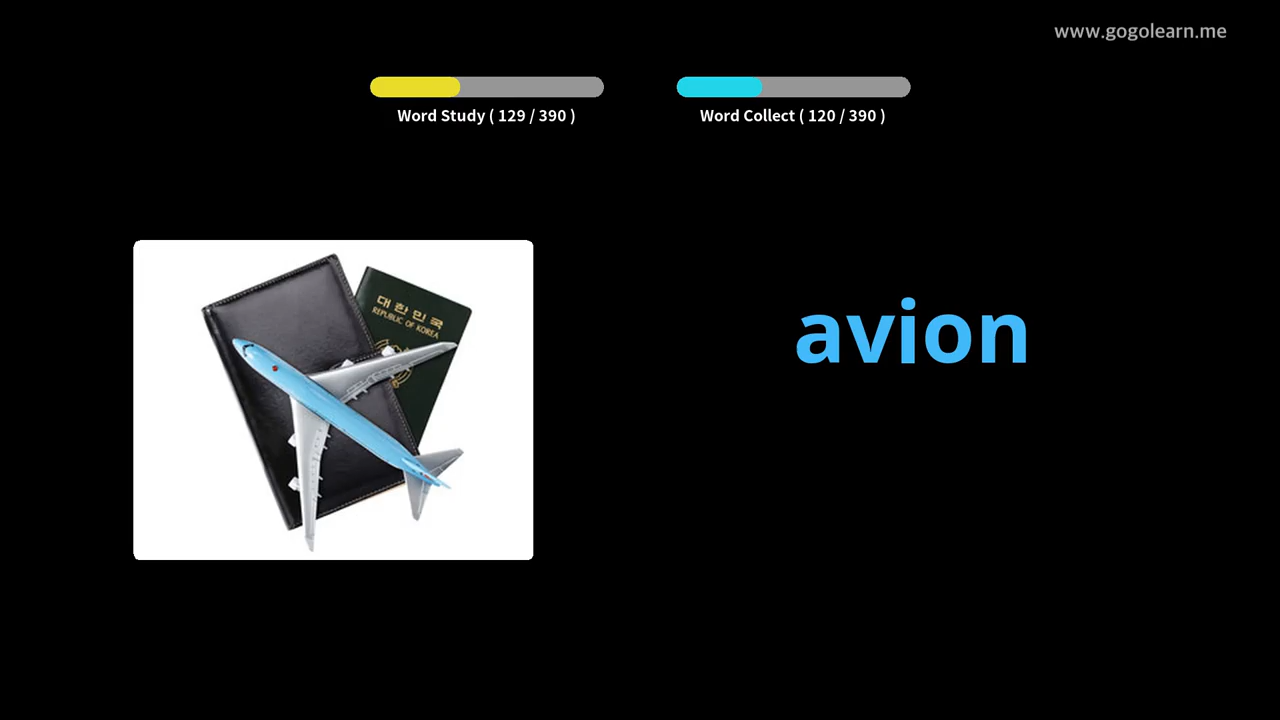 www.gogolearn.me
Word Study ( 129 / 390 )
Word Collect ( 120 / 390 )
대한민국
REPUBLIC OF KOREA
avion